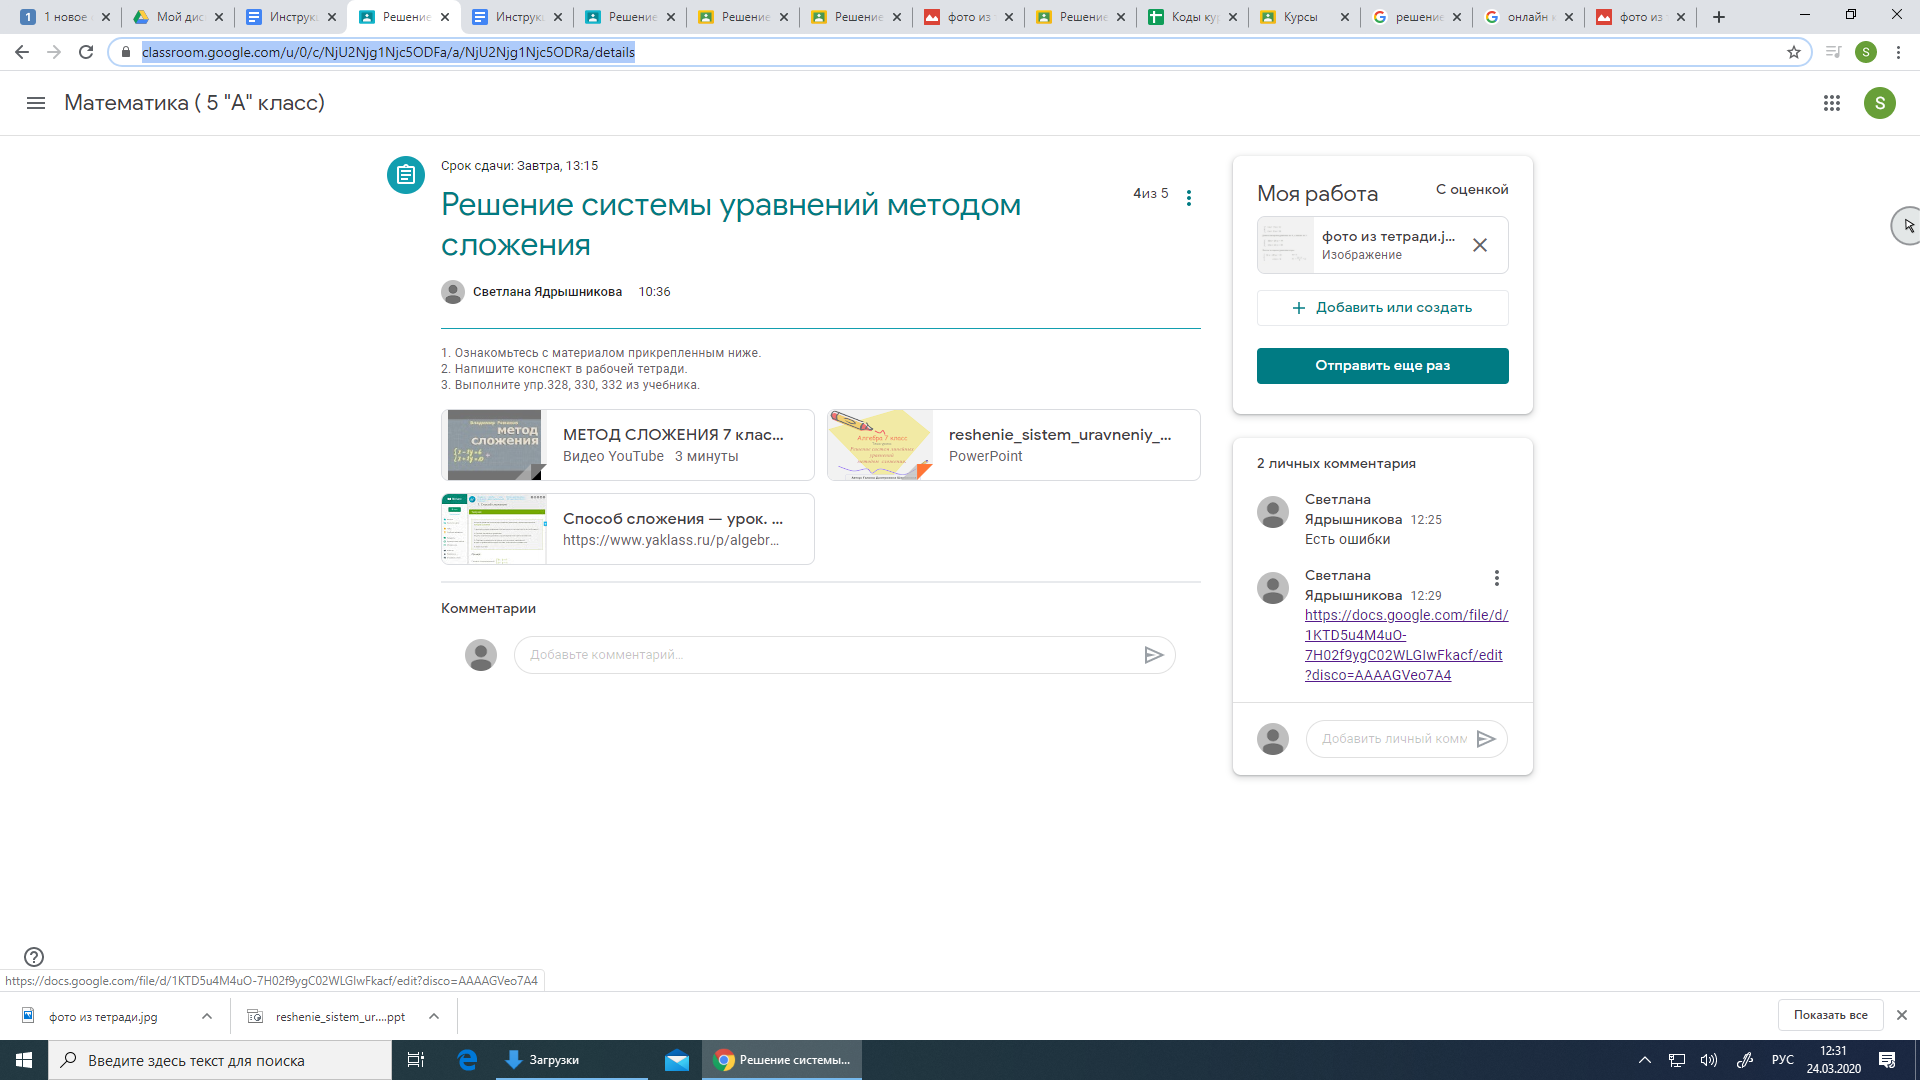 1 новое
Мой дис
Инструк
Решение
Инструк
Решение
Решение
Решение
фото из
Решение
Коды ку
Курсы
решение
онлайн
фото из
classroom.google.com/u/0/c/NjU2Njg1Njc5ODFa/a/NjU2Njg1Njc5ODRa/details
S
Математика ( 5 "А" класс)
S
Срок сдачи: Завтра, 13:15
Решение системы уравнений методом
сложения
4из 5
Светлана Ядрышникова 10:36
1. Ознакомьтесь с материалом прикрепленным ниже.
2. Напишите конспект в рабочей тетради.
3. Выполните упр.328, 330, 332 из учебника.
метод
сложения
МЕТОД СЛОЖЕНИЯ 7 клас...
Видео YouTube 3 минуты
Алгебра 7 класс
reshenie_sistem_uravneniy_...
PowerPoint
Способ сложения — урок. ...
https://www.yaklass.ru/p/algebr...
Комментарии
Добавьте комментарий...
Моя работа
С оценкой
фото из тетради.j...
Изображение
Добавить или создать
Отправить еще раз
2 личных комментария
Светлана
Ядрышникова 12:25
Есть ошибки
Светлана
Ядрышникова 12:29
https://docs.google.com/file/d/
1KTD5u4M4uO-
7H02f9ygC02WLGIwFkacf/edit
?disco=AAAAGVeo7A4
Добавить личный комм
https://docs.google.com/file/d/1KTD5u4M4uO-7H02f9ygC02WLGIwFkacf/edit?disco=AAAAGVeo7A4
фото из тетради.jpg
reshenie_sistem_ur....ppt
Показать все
Введите здесь текст для поиска
Загрузки
Решение системы...
РУС
12:31
24.03.2020